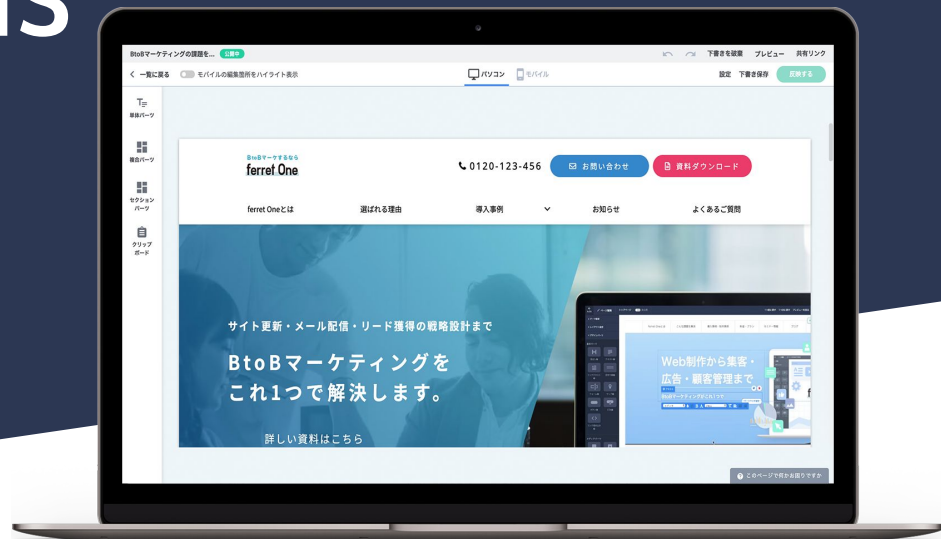 BtoBマーケティングの課題を... 公開中
下書きを破棄 プレビュー 共有リンク
一覧に戻る モバイルの編集箇所をハイライト表示
パソコン モバイル
設定 下書き保存 反映する
単体パーツ
複合パーツ
セクション
パーツ
クリップ
ボード
BtoBマーケするなら
ferret One
0120-123-456
お問い合わせ
資料ダウンロード
ferret Oneとは 選ばれる理由 導入事例 お知らせ よくあるご質問
サイト更新・メール配信・リード獲得の戦略設計まで
BtoBマーケティングを
これ1つで解決します。
詳しい資料はこちら
Web制作から集客・
広告・顧客管理まで
このページで何かお困りですか